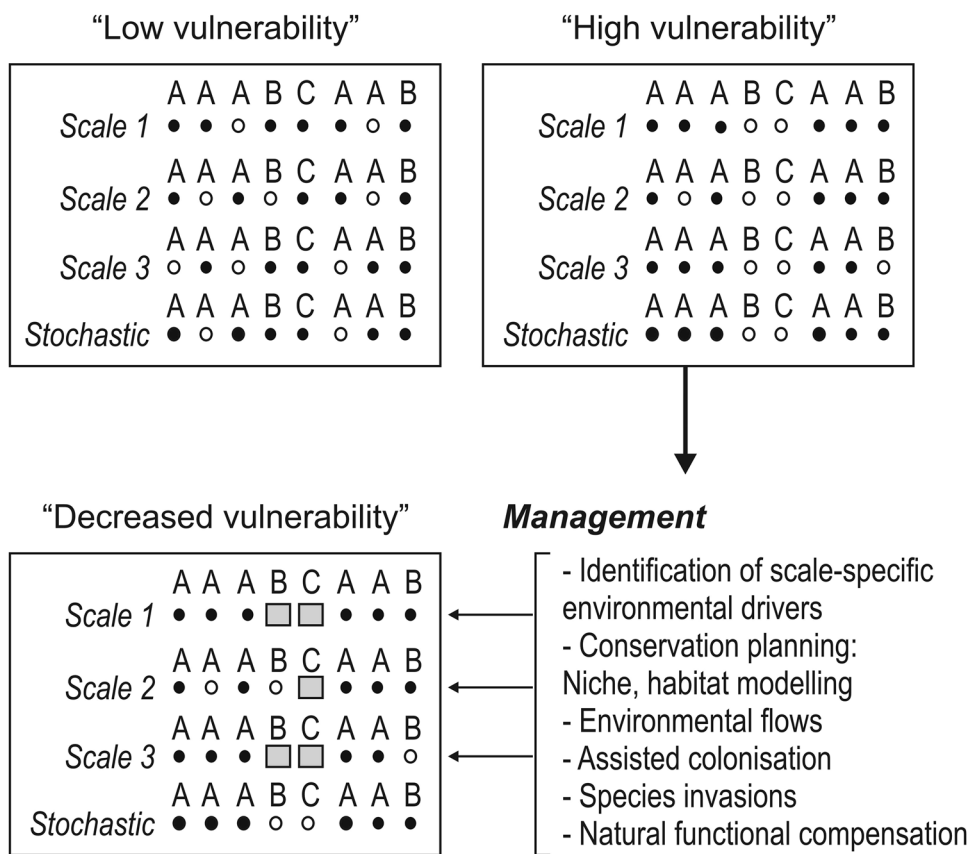 “Low vulnerability”
A A A B C A A B
Scale 1
A A A B C A A B
Scale 2
A A A B C A A B
Scale 3
A A A B C A A B
Stochastic
“High vulnerability”
A A A B C A A B
Scale 1
A A A B C A A B
Scale 2
A A A B C A A B
Scale 3
A A A B C A A B
Stochastic
“Decreased vulnerability”
A A A B C A A B
Scale 1
A A A B C A A B
Scale 2
A A A B C A A B
Scale 3
A A A B C A A B
Stochastic
Management
- Identification of scale-specific
environmental drivers
- Conservation planning:
Niche, habitat modelling
- Environmental flows
- Assisted colonisation
- Species invasions
- Natural functional compensation